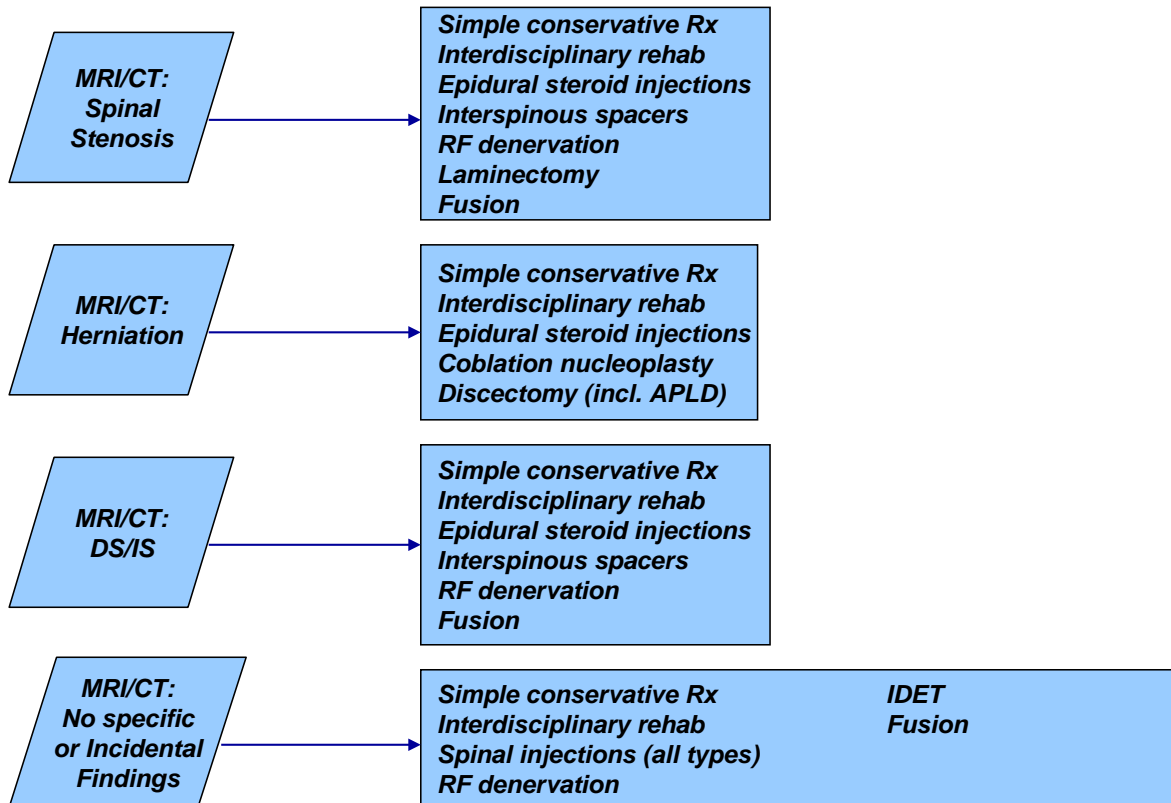 MRI/CT:
Spinal
Stenosis
Simple conservative Rx
Interdisciplinary rehab
Epidural steroid injections
Interspinous spacers
RF denervation
Laminectomy
Fusion
MRI/CT:
Herniation
Simple conservative Rx
Interdisciplinary rehab
Epidural steroid injections
Coblation nucleoplasty
Discectomy (incl. APLD)
MRI/CT:
DS/IS
Simple conservative Rx
Interdisciplinary rehab
Epidural steroid injections
Interspinous spacers
RF denervation
Fusion
MRI/CT:
No specific
or Incidental
Findings
Simple conservative Rx
Interdisciplinary rehab
Spinal injections (all types)
RF denervation
IDET
Fusion